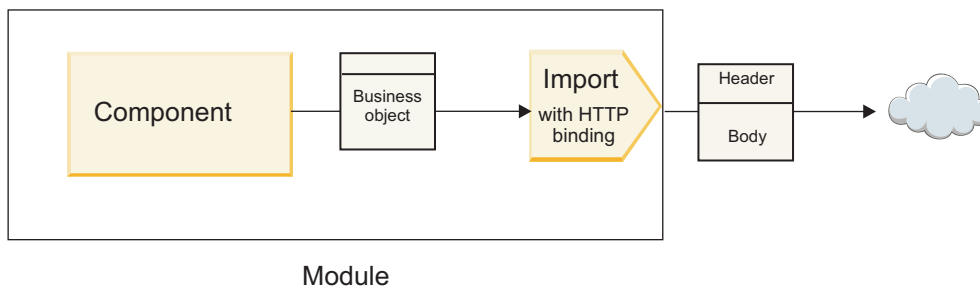 Component
Business
object
Import
with HTTP
binding
Header
Body
Module